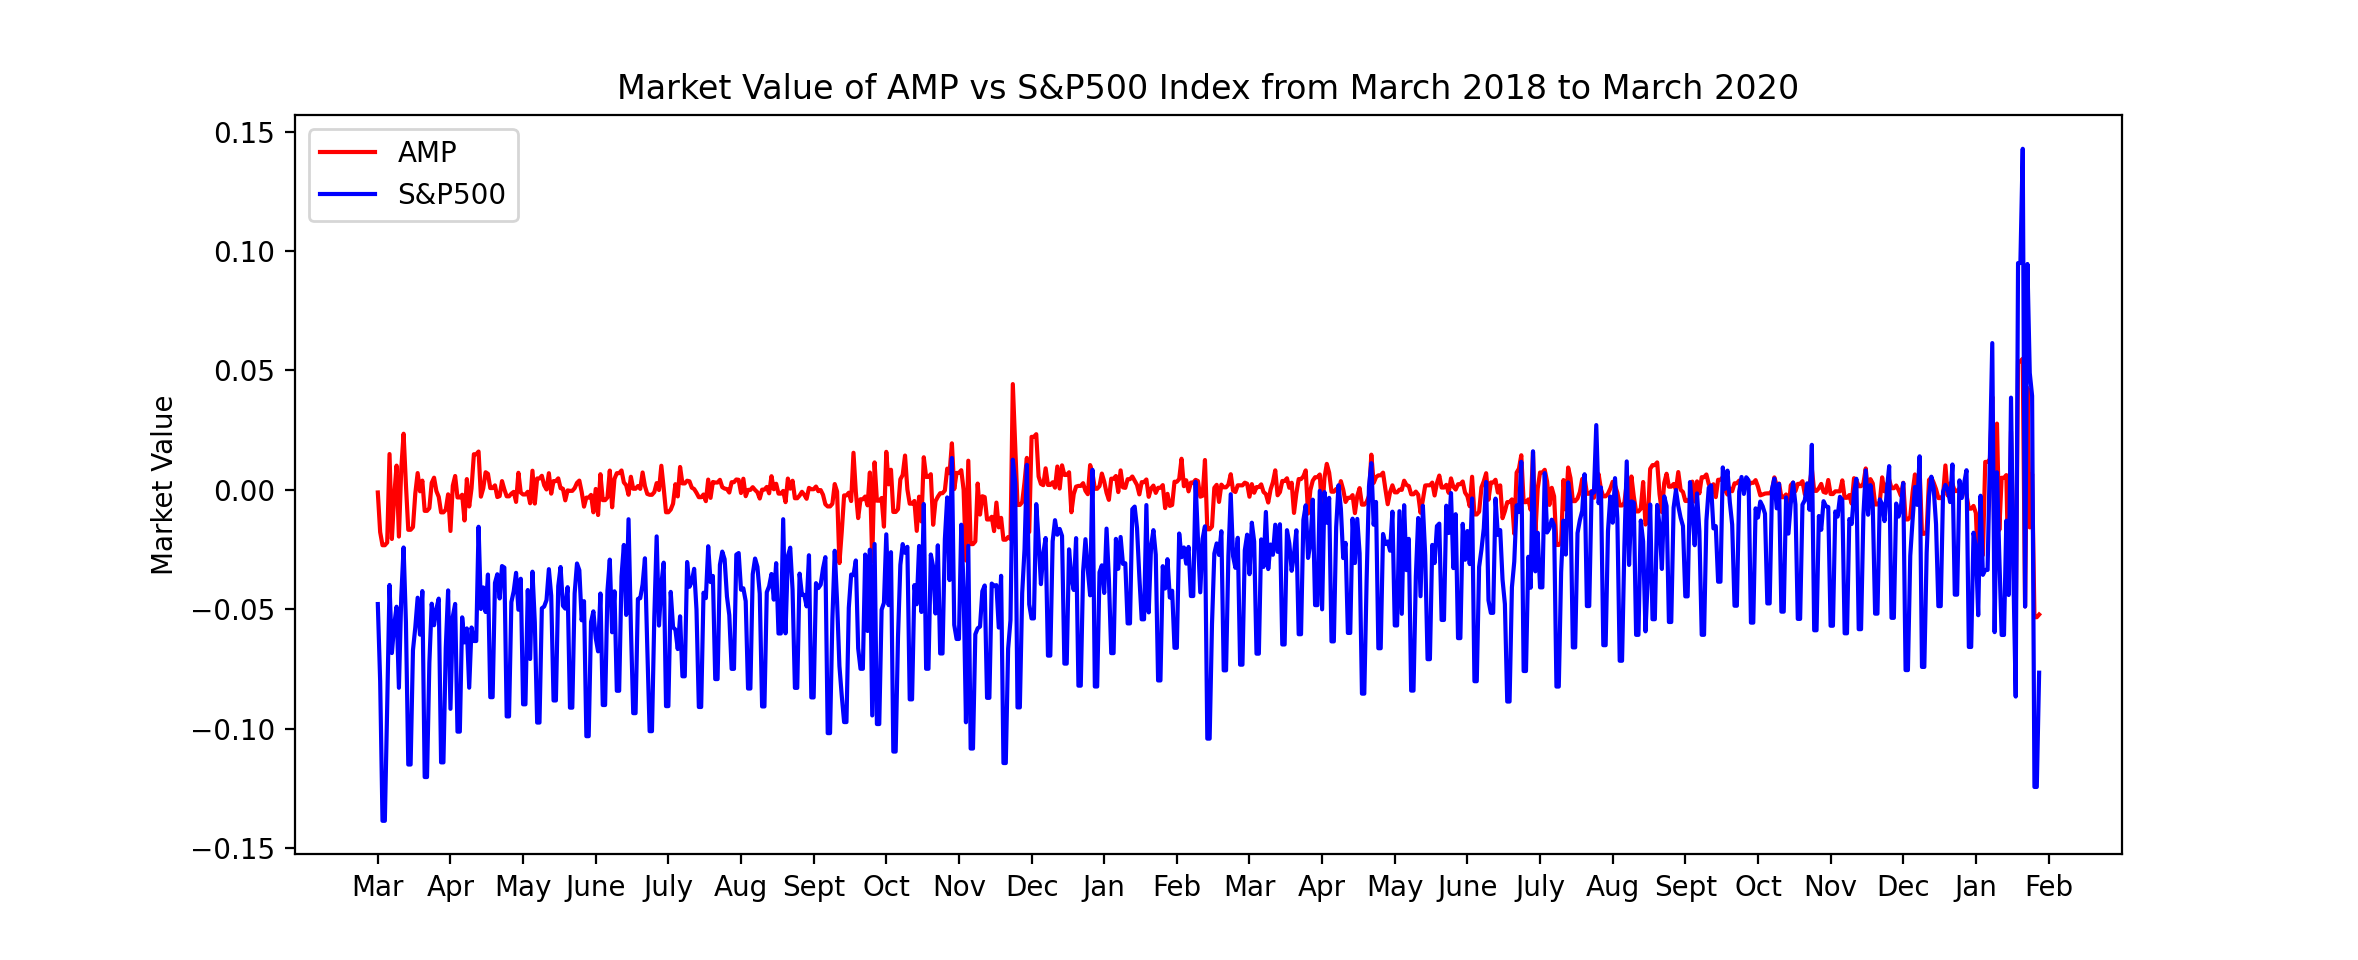 Market Value of AMP vs S&P500 Index from March 2018 to March 2020
AMP
S&P500
Market Value
0.15
0.10
0.05
0.00
−0.05
−0.10
−0.15
Mar Apr May June July Aug Sept Oct Nov Dec Jan Feb Mar Apr May June July Aug Sept Oct Nov Dec Jan Feb